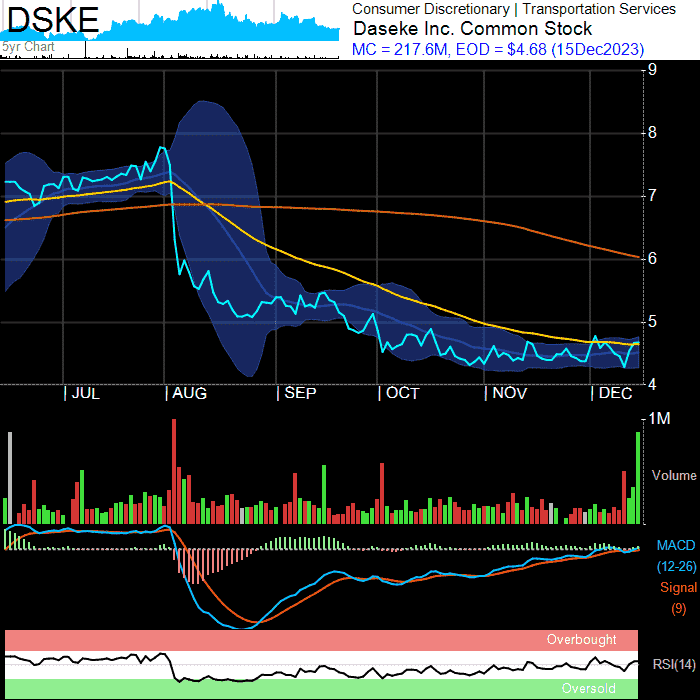 DSKE
5yr Chart
Consumer Discretionary | Transportation Services
Daseke Inc. Common Stock
MC = 217.6M, EOD = $4.68 (15Dec2023)
9
8
7
6
5
4
JUL AUG SEP OCT NOV DEC
1M
Volume
MACD
(12-26)
Signal
(9)
Overbought
RSI(14)
Oversold